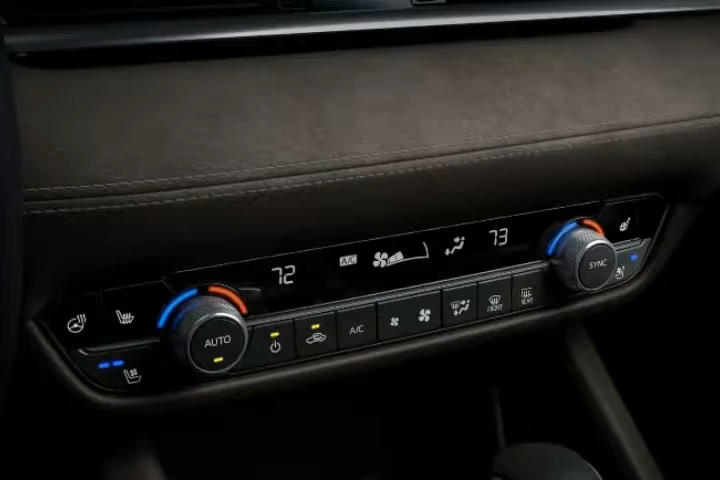 72
A/C
73
AUTO
A/C
FRONT
REAR
SYNC